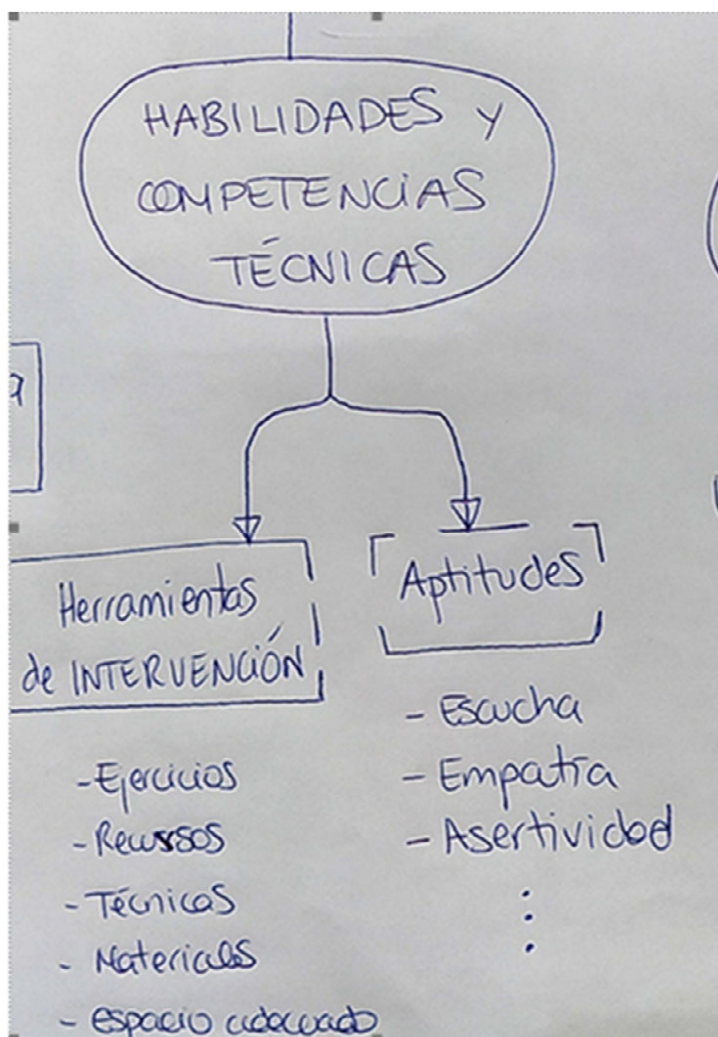 HABILIDADES Y
COMPETENCIAS
TÉCNICAS
a
Herramientas
de INTERVENCIÓN
- Ejercicios
- Recursos
- Técnicas
- Materiales
- espacio adecuado
Aptitudes
- Escucha
- Empatía
- Asertividad
⋮